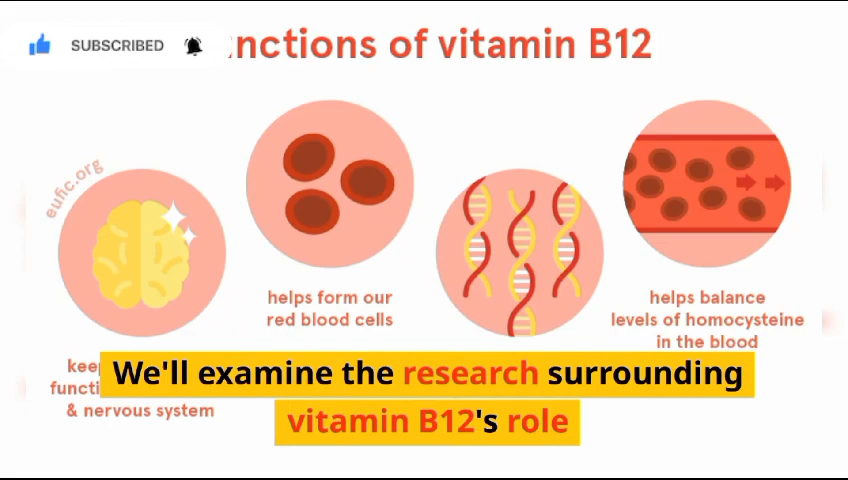 SUBSCRIBED
nctions of vitamin B12
eufic.org
helps form our
red blood cells
helps balance
levels of homocysteine
in the blood
kee
functi
& nervous system
We'll examine the research surrounding
vitamin B12's role